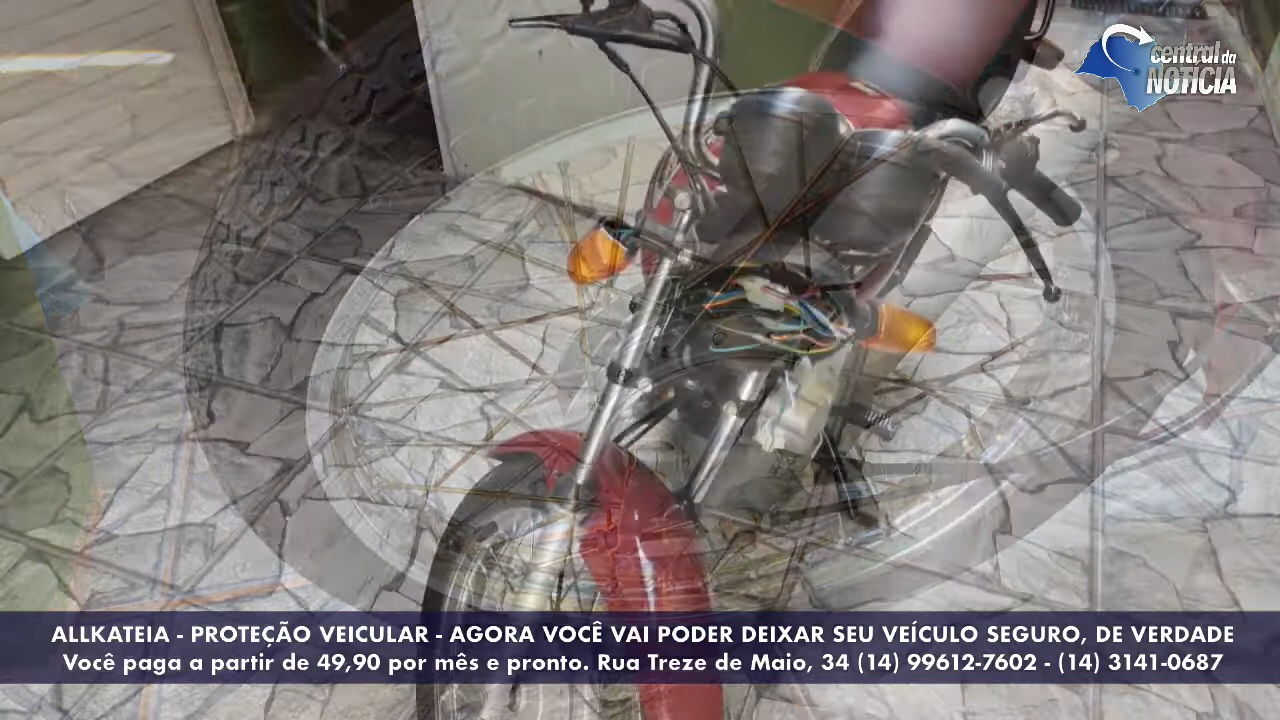 central da
NOTICIA
ALLKATEIA - PROTEÇÃO VEICULAR - AGORA VOCÊ VAI PODER DEIXAR SEU VEÍCULO SEGURO, DE VERDADE
Você paga a partir de 49,90 por mês e pronto. Rua Treze de Maio, 34 (14) 99612-7602 - (14) 3141-0687